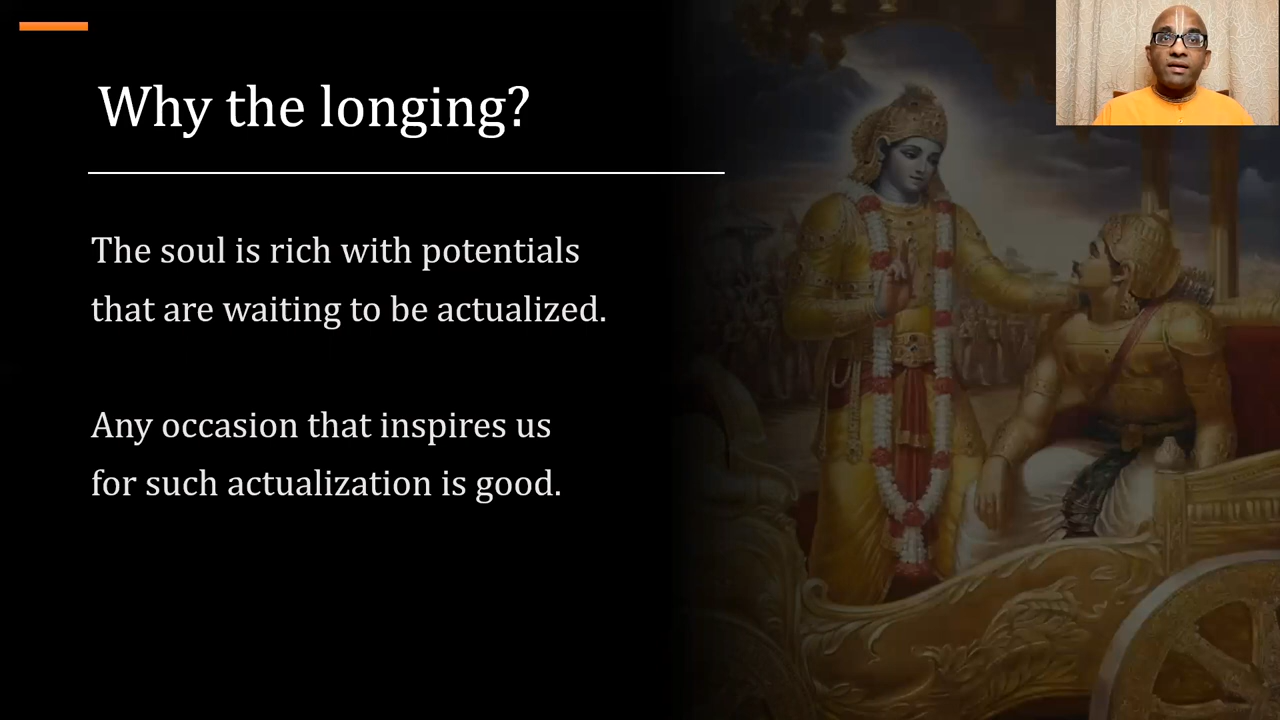 Why the longing?
The soul is rich with potentials
that are waiting to be actualized.
Any occasion that inspires us
for such actualization is good.